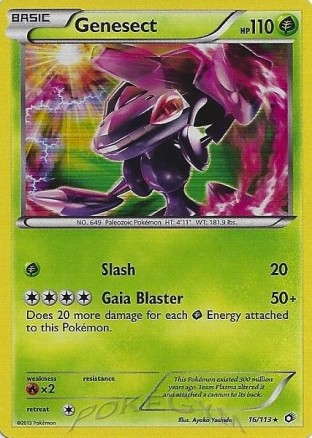 BASIC
Genesect
HP110
NO. 649 Paleozoic Pokémon HT: 4'11" WT: 181.9 lbs.
Slash 20
Gaia Blaster 50+
Does 20 more damage for each Energy attached
to this Pokémon.
weakness resistance
×2
This Pokémon existed 300 million
years ago. Team Plasma altered it
and attached a cannon to its back.
retreat
©2013 Pokémon
Illus. Ayaka Yoshida
16/113★